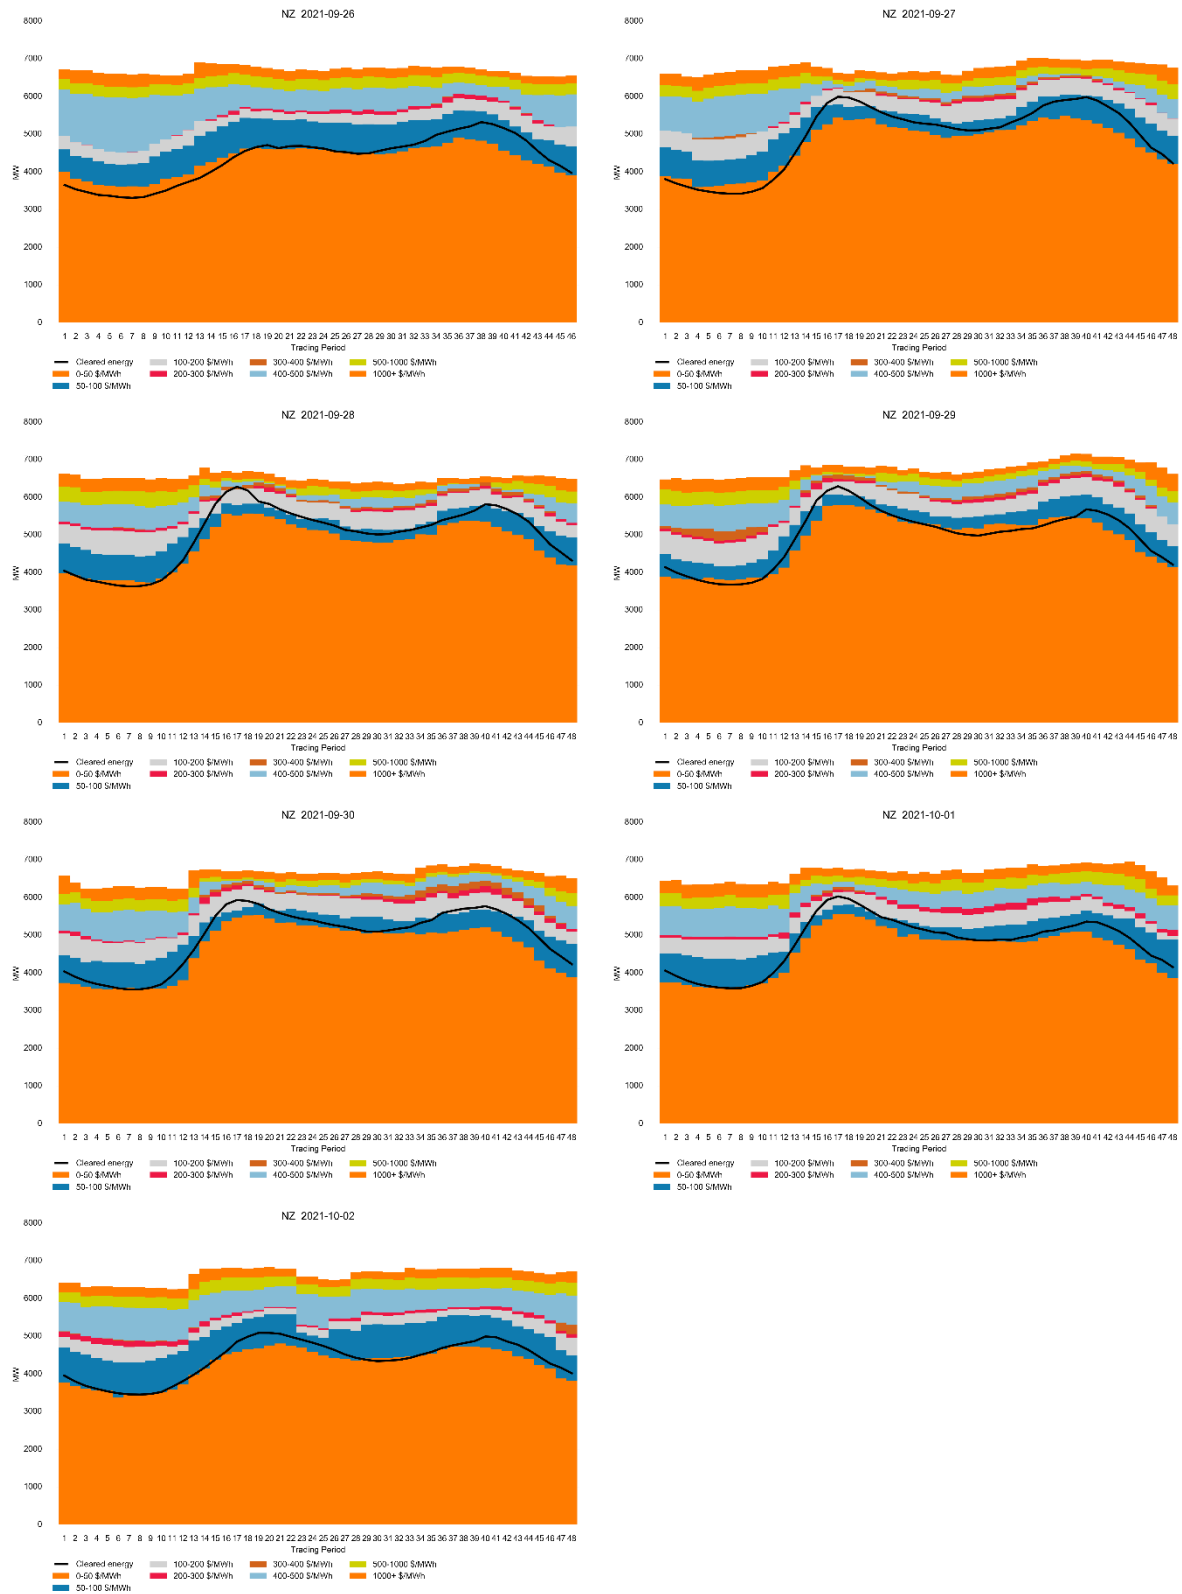 NZ 2021-09-26
8000
7000
6000
5000
4000
3000
2000
1000
0
MW
1 2 3 4 5 6 7 8 9 10 11 12 13 14 15 16 17 18 19 20 21 22 23 24 25 26 27 28 29 30 31 32 33 34 35 36 37 38 39 40 41 42 43 44 45 46
Trading Period
Cleared energy 100-200 $/MWh 300-400 $/MWh 500-1000 $/MWh
0-50 $/MWh 200-300 $/MWh 400-500 $/MWh 1000+ $/MWh
50-100 $/MWh
NZ 2021-09-27
8000
7000
6000
5000
4000
3000
2000
1000
0
MW
1 2 3 4 5 6 7 8 9 10 11 12 13 14 15 16 17 18 19 20 21 22 23 24 25 26 27 28 29 30 31 32 33 34 35 36 37 38 39 40 41 42 43 44 45 46 47 48
Trading Period
Cleared energy 100-200 $/MWh 300-400 $/MWh 500-1000 $/MWh
0-50 $/MWh 200-300 $/MWh 400-500 $/MWh 1000+ $/MWh
50-100 $/MWh
NZ 2021-09-28
8000
7000
6000
5000
4000
3000
2000
1000
0
MW
1 2 3 4 5 6 7 8 9 10 11 12 13 14 15 16 17 18 19 20 21 22 23 24 25 26 27 28 29 30 31 32 33 34 35 36 37 38 39 40 41 42 43 44 45 46 47 48
Trading Period
Cleared energy 100-200 $/MWh 300-400 $/MWh 500-1000 $/MWh
0-50 $/MWh 200-300 $/MWh 400-500 $/MWh 1000+ $/MWh
50-100 $/MWh
NZ 2021-09-29
8000
7000
6000
5000
4000
3000
2000
1000
0
MW
1 2 3 4 5 6 7 8 9 10 11 12 13 14 15 16 17 18 19 20 21 22 23 24 25 26 27 28 29 30 31 32 33 34 35 36 37 38 39 40 41 42 43 44 45 46 47 48
Trading Period
Cleared energy 100-200 $/MWh 300-400 $/MWh 500-1000 $/MWh
0-50 $/MWh 200-300 $/MWh 400-500 $/MWh 1000+ $/MWh
50-100 $/MWh
NZ 2021-09-30
8000
7000
6000
5000
4000
3000
2000
1000
0
MW
1 2 3 4 5 6 7 8 9 10 11 12 13 14 15 16 17 18 19 20 21 22 23 24 25 26 27 28 29 30 31 32 33 34 35 36 37 38 39 40 41 42 43 44 45 46 47 48
Trading Period
Cleared energy 100-200 $/MWh 300-400 $/MWh 500-1000 $/MWh
0-50 $/MWh 200-300 $/MWh 400-500 $/MWh 1000+ $/MWh
50-100 $/MWh
NZ 2021-10-01
8000
7000
6000
5000
4000
3000
2000
1000
0
MW
1 2 3 4 5 6 7 8 9 10 11 12 13 14 15 16 17 18 19 20 21 22 23 24 25 26 27 28 29 30 31 32 33 34 35 36 37 38 39 40 41 42 43 44 45 46 47 48
Trading Period
Cleared energy 100-200 $/MWh 300-400 $/MWh 500-1000 $/MWh
0-50 $/MWh 200-300 $/MWh 400-500 $/MWh 1000+ $/MWh
50-100 $/MWh
NZ 2021-10-02
8000
7000
6000
5000
4000
3000
2000
1000
0
MW
1 2 3 4 5 6 7 8 9 10 11 12 13 14 15 16 17 18 19 20 21 22 23 24 25 26 27 28 29 30 31 32 33 34 35 36 37 38 39 40 41 42 43 44 45 46 47 48
Trading Period
Cleared energy 100-200 $/MWh 300-400 $/MWh 500-1000 $/MWh
0-50 $/MWh 200-300 $/MWh 400-500 $/MWh 1000+ $/MWh
50-100 $/MWh